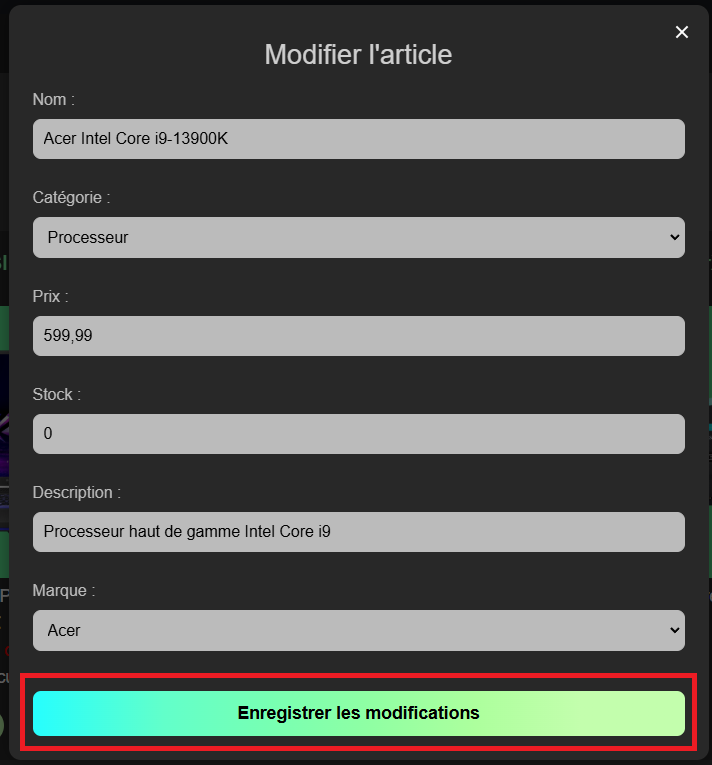 ×
Modifier l'article
Nom :
Acer Intel Core i9-13900K
Catégorie :
Processeur
Prix :
599,99
Stock :
0
Description :
Processeur haut de gamme Intel Core i9
Marque :
Acer
Enregistrer les modifications